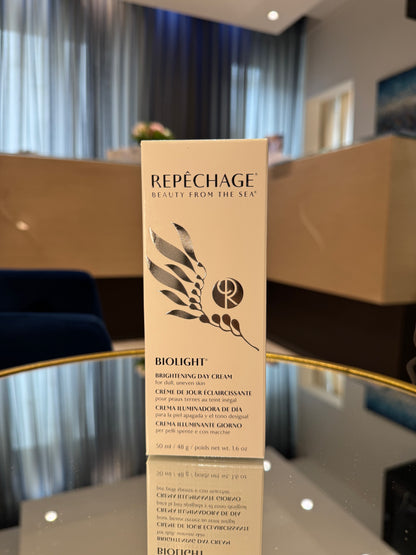 REPÊCHAGE®
BEAUTY FROM THE SEA®
BIOLIGHT®
BRIGHTENING DAY CREAM
for dull, uneven skin
CRÈME DE JOUR ÉCLAIRCISSANTE
pour peaux ternes au teint inégal
CREMA ILUMINADORA DE DÍA
para la piel apagada y el tono desigual
CREMA ILLUMINANTE GIORNO
per pelli spente e con macchie
50 ml / 48 g / poids net wt. 1.6 oz